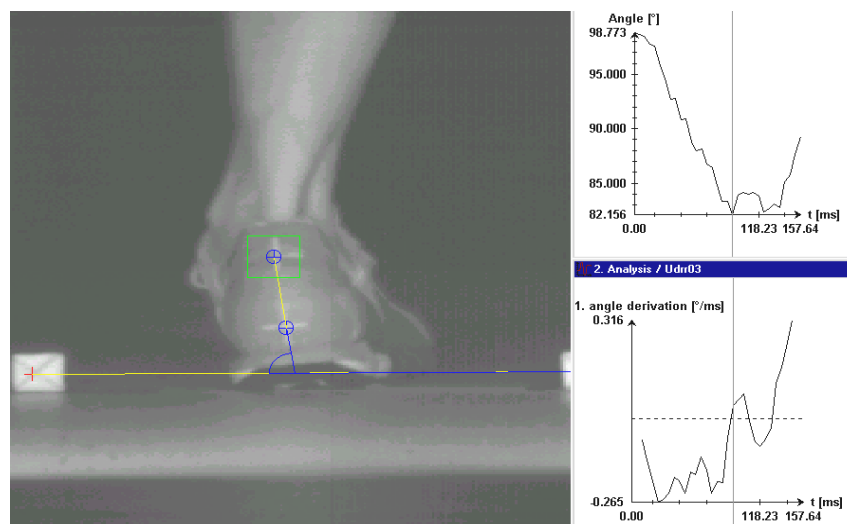 Angle [°]
98.773
95.000
90.000
85.000
82.156
t [ms]
0.00
118.23
157.64
2. Analysis / Udrr03
1. angle derivation [°/ms]
0.316
-0.265
t [ms]
0.00
118.23
157.64